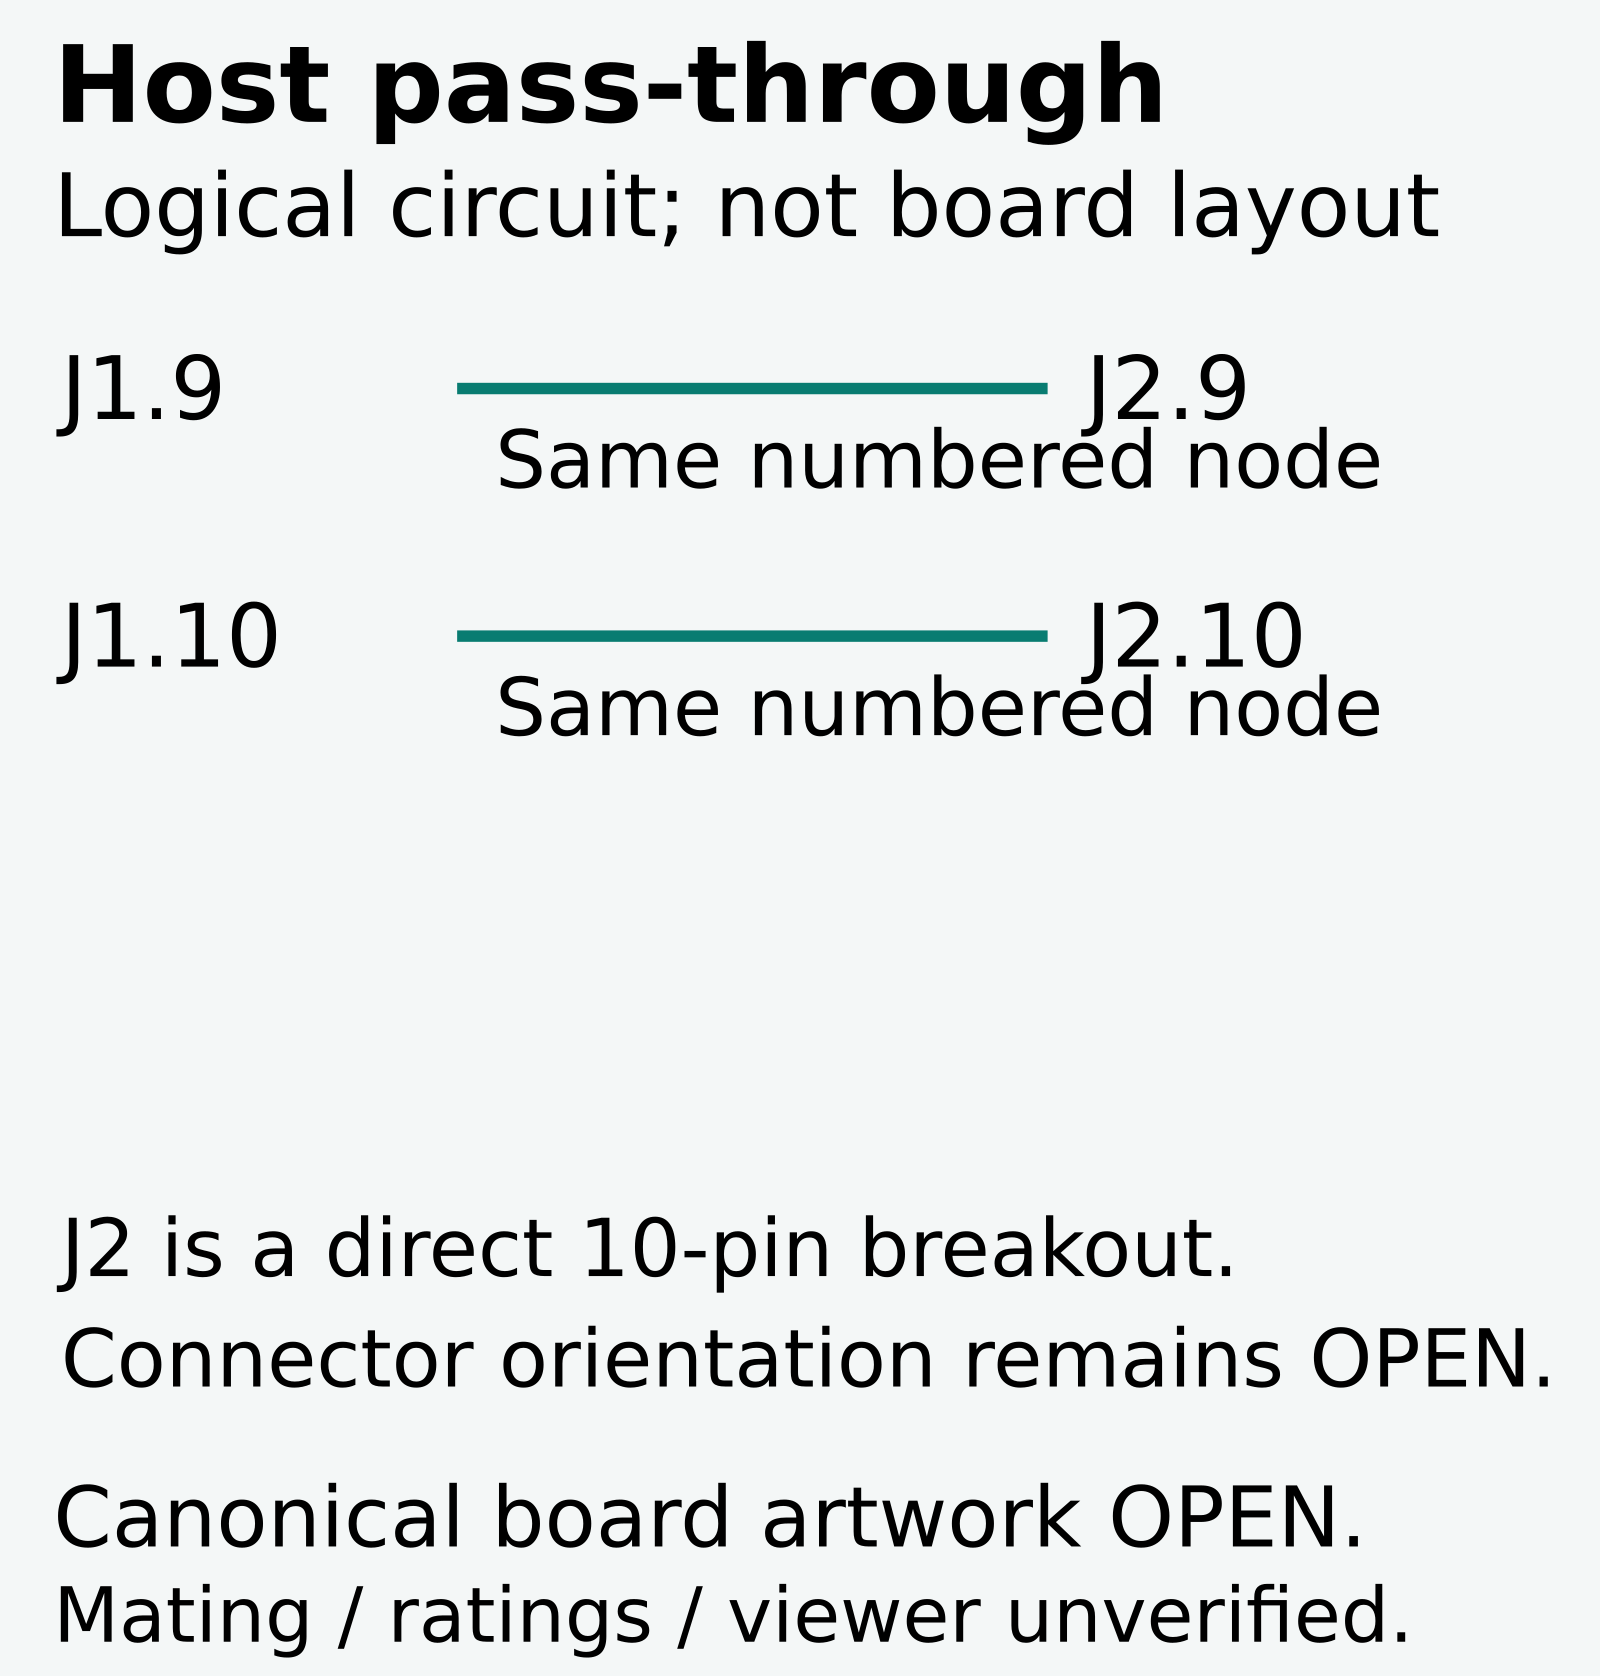 Host pass-through
Logical circuit; not board layout
J1.9 J2.9
Same numbered node
J1.10 J2.10
Same numbered node
J2 is a direct 10-pin breakout.
Connector orientation remains OPEN.
Canonical board artwork OPEN.
Mating / ratings / viewer unverified.